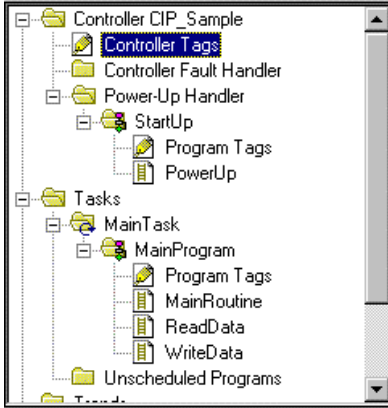 Controller CIP_Sample
Controller Tags
Controller Fault Handler
Power-Up Handler
StartUp
Program Tags
PowerUp
Tasks
MainTask
MainProgram
Program Tags
MainRoutine
ReadData
WriteData
Unscheduled Programs